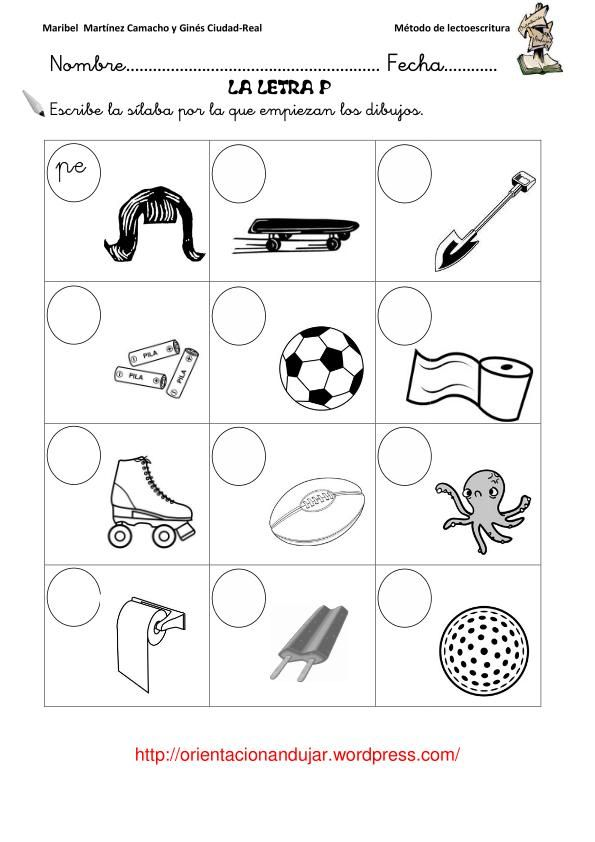 Maribel  Martínez Camacho y Ginés Ciudad-Real Método de lectoescritura
Nombre.................................................. Fecha............
LA LETRA P
Escribe la sílaba por la que empiezan los dibujos.
pe
PILA
PILA
PILA
http://orientacionandujar.wordpress.com/